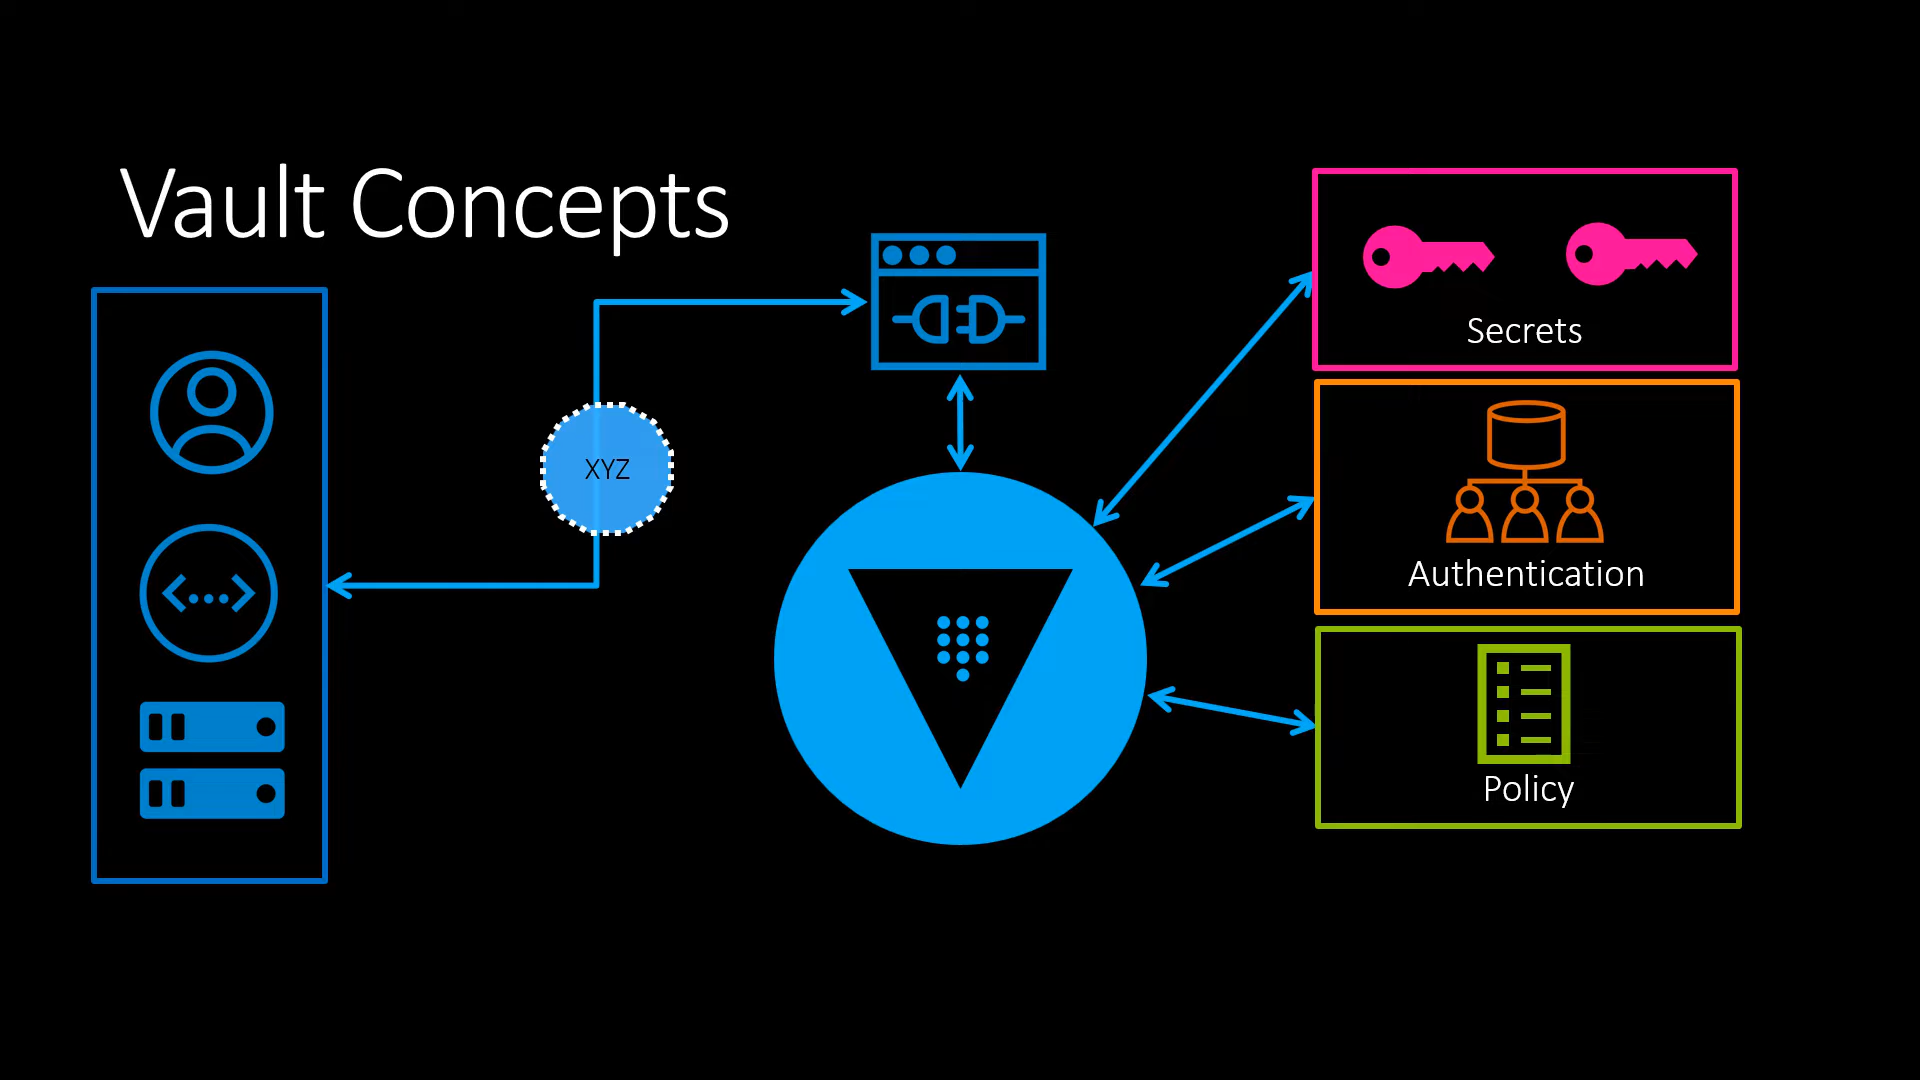 Vault Concepts
XYZ
Secrets
Authentication
Policy